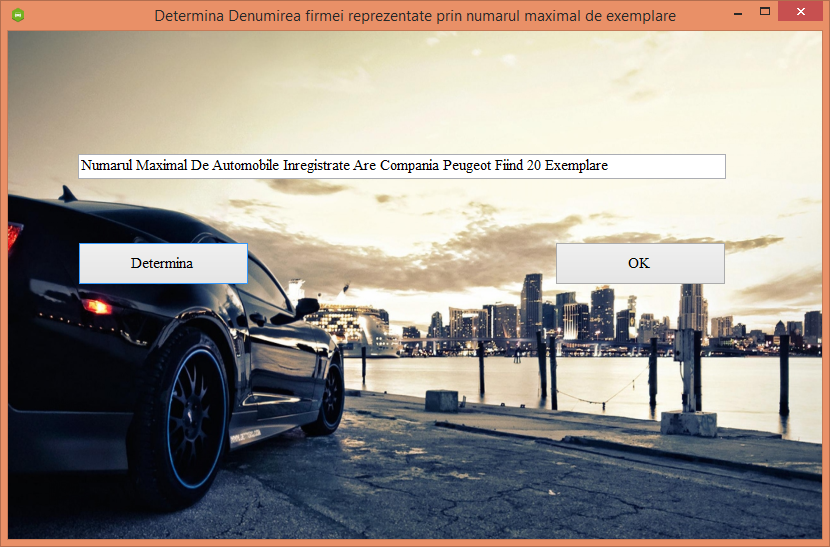 Determina Denumirea firmei reprezentate prin numarul maximal de exemplare
Numarul Maximal De Automobile Inregistrate Are Compania Peugeot Fiind 20 Exemplare
Determina
OK